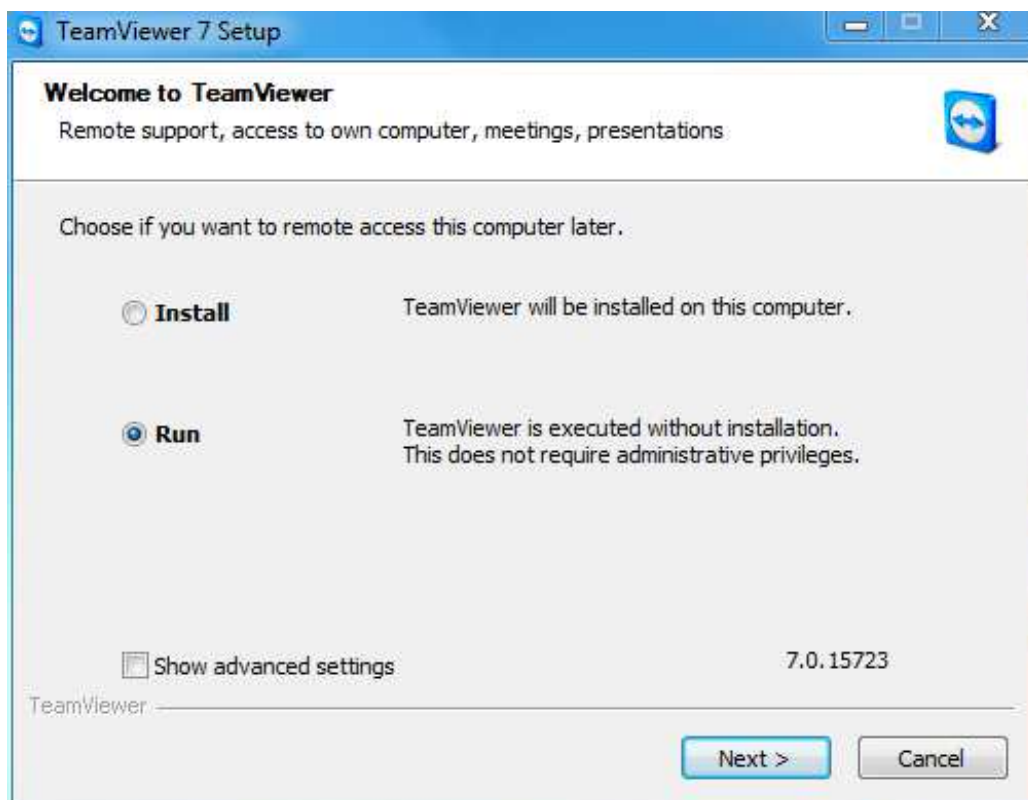 TeamViewer 7 Setup
Welcome to TeamViewer
Remote support, access to own computer, meetings, presentations
Choose if you want to remote access this computer later.
Install TeamViewer will be installed on this computer.
Run TeamViewer is executed without installation.
This does not require administrative privileges.
Show advanced settings 7.0.15723
TeamViewer
Next > Cancel